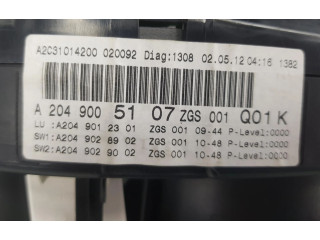 A2C31014200 020092 Diag:1308 02.05.12 04:16 1382
A 204 900 51 07 ZGS 001 Q01K
LU :A204 901 23 01 ZGS 001 09-44 P-Level:0000
SW1:A204 902 89 02 ZGS 001 10-48 P-Level:0000
SW2:A204 902 90 02 ZGS 001 10-48 P-Level:0000